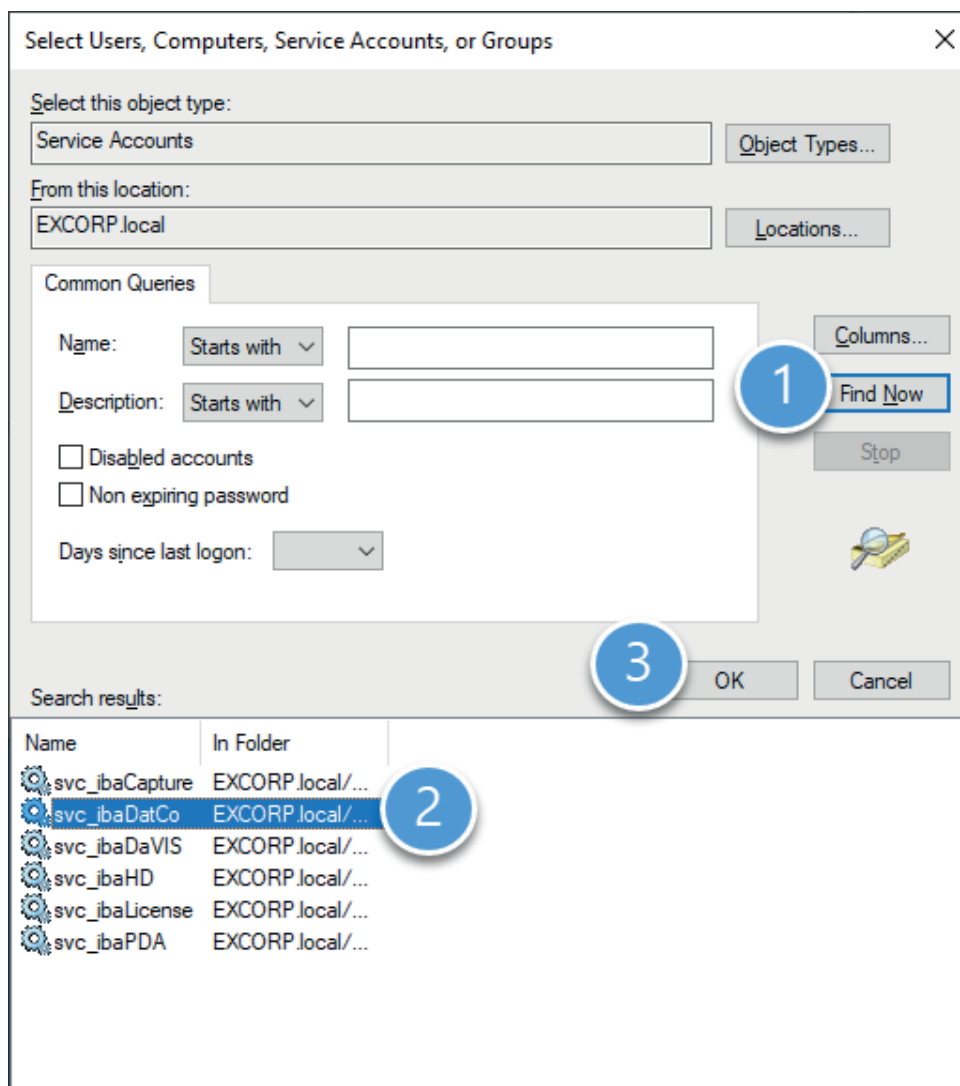 Select Users, Computers, Service Accounts, or Groups
Select this object type:
Service Accounts
Object Types...
From this location:
EXCORP.local
Locations...
Common Queries
Name:
Starts with
Columns...
1
Find Now
Description:
Starts with
Disabled accounts
Stop
Non expiring password
Days since last logon:
3
OK
Cancel
Search results:
Name In Folder
svc_ibaCapture EXCORP.local/...
svc_ibaDatCo EXCORP.local/...
2
svc_ibaDaVIS EXCORP.local/...
svc_ibaHD EXCORP.local/...
svc_ibaLicense EXCORP.local/...
svc_ibaPDA EXCORP.local/...